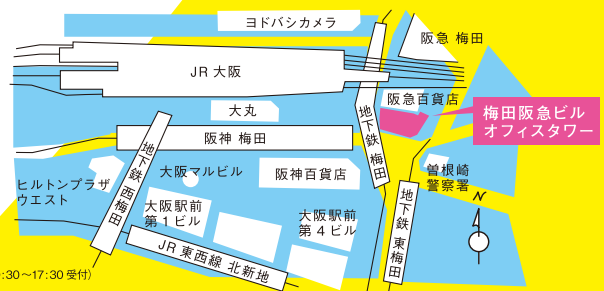 ヨドバシカメラ
阪急 梅田
JR 大阪
阪急百貨店
大丸
梅田阪急ビル
オフィスタワー
地下鉄 梅田
阪神 梅田
地下鉄 西梅田
大阪マルビル
阪神百貨店
曽根崎
警察署
ヒルトンプラザ
ウエスト
大阪駅前
第1ビル
大阪駅前
第4ビル
地下鉄 東梅田
N
JR 東西線 北新地
:30〜17:30 受付)